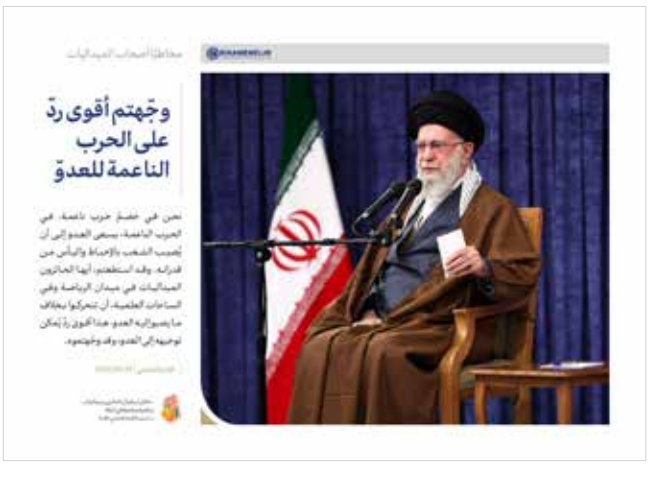 مخاطبًا أصحاب الميداليات
KHAMENEI.IR
وجّهتم أقوى ردّ
على الحرب
الناعمة للعدوّ
نحن في خضمّ حرب ناعمة. في
الحرب الناعمة، يسعى العدو إلى أن
يُصيب الشعب بالإحباط واليأس من
قدراته. وقد استطعتم، أيها الحائزون
الميداليات في ميدان الرياضة وفي
الساحات العلمية، أن تتحركوا بخلاف
ما يصبو إليه العدو. هذا أقوى ردّ يُمكن
توجيهه إلى العدو، وقد وجّهتموه.